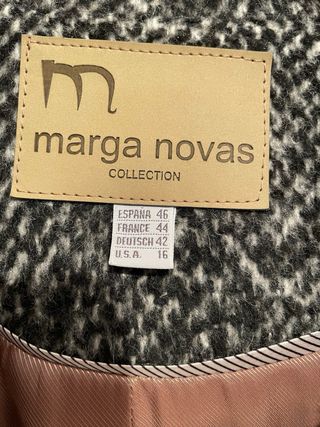 m
marga novas
COLLECTION
ESPAÑA 46
FRANCE 44
DEUTSCH 42
U.S.A. 16